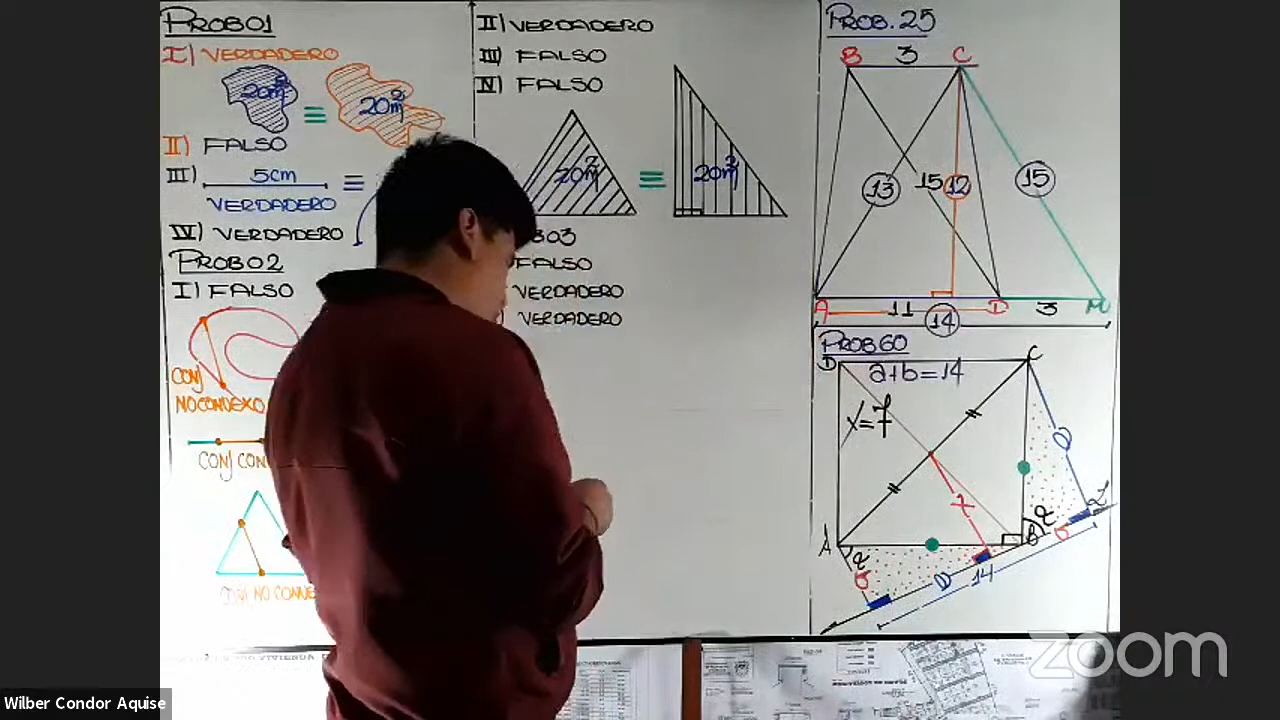 PROB01
I) VERDADERO
20m²
≡
20m²
II) FALSO
III) 5cm ≡
VERDADERO
IV) VERDADERO
PROB02
I) FALSO
CONJ
NO CONVEXO
CONJ CON
CONJ NO CONVE
II) VERDADERO
III) FALSO
IV) FALSO
20m²
≡
20m²
B03
FALSO
VERDADERO
VERDADERO
PROB. 25
B 3 C
13 15 12 15
A 11 D 3 M
14
PROB60
D C
a+b=14
x=7
b
x
A B
a
b
14
Wilber Condor Aquise
zoom